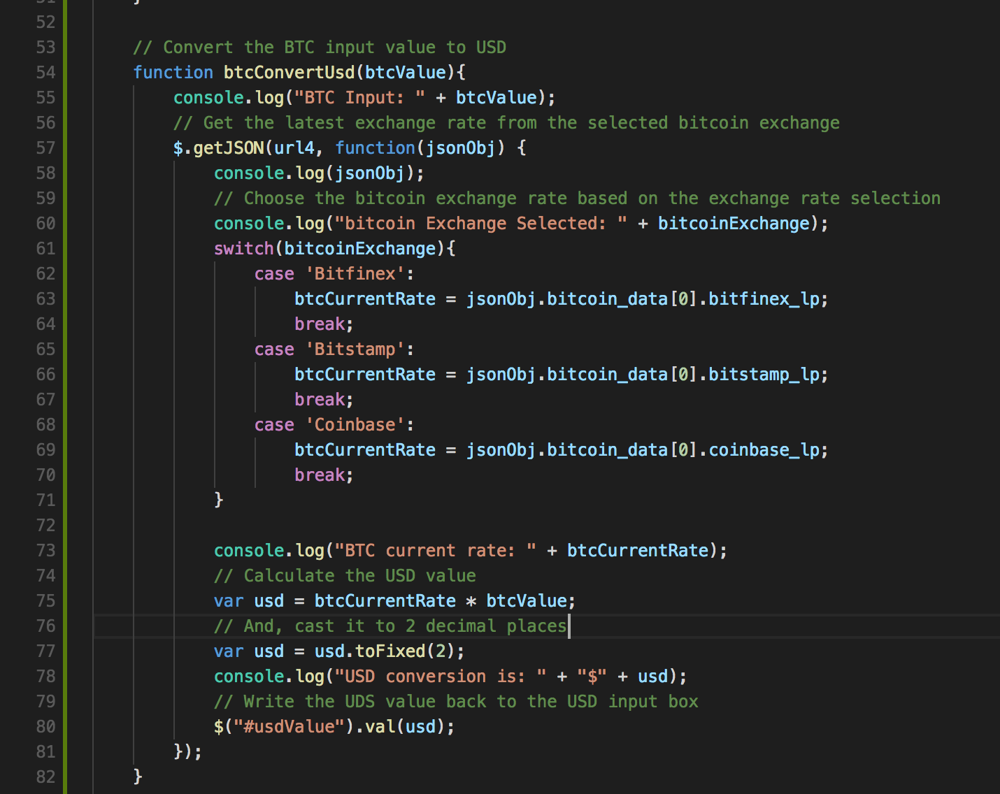 52
53 // Convert the BTC input value to USD
54 function btcConvertUsd(btcValue){
55 console.log("BTC Input: " + btcValue);
56 // Get the latest exchange rate from the selected bitcoin exchange
57 $.getJSON(url4, function(jsonObj) {
58 console.log(jsonObj);
59 // Choose the bitcoin exchange rate based on the exchange rate selection
60 console.log("bitcoin Exchange Selected: " + bitcoinExchange);
61 switch(bitcoinExchange){
62 case 'Bitfinex':
63 btcCurrentRate = jsonObj.bitcoin_data[0].bitfinex_lp;
64 break;
65 case 'Bitstamp':
66 btcCurrentRate = jsonObj.bitcoin_data[0].bitstamp_lp;
67 break;
68 case 'Coinbase':
69 btcCurrentRate = jsonObj.bitcoin_data[0].coinbase_lp;
70 break;
71 }
72
73 console.log("BTC current rate: " + btcCurrentRate);
74 // Calculate the USD value
75 var usd = btcCurrentRate * btcValue;
76 // And, cast it to 2 decimal places
77 var usd = usd.toFixed(2);
78 console.log("USD conversion is: " + "$" + usd);
79 // Write the UDS value back to the USD input box
80 $("#usdValue").val(usd);
81 });
82 }